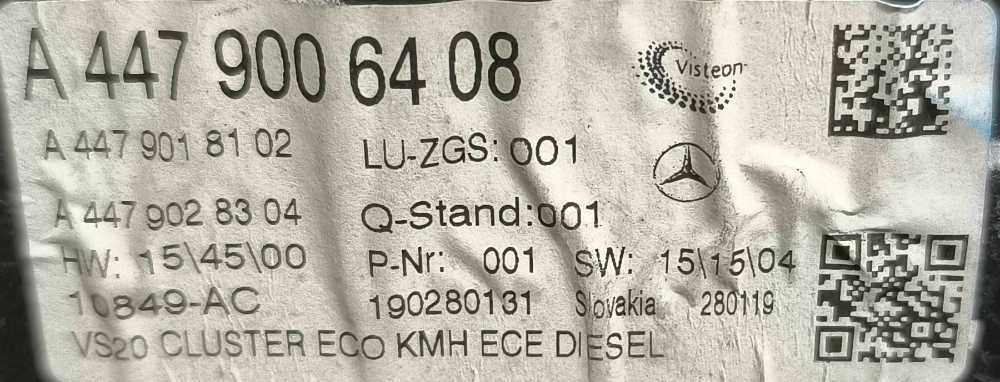 A 447 900 64 08
Visteon
A 447 901 81 02 LU-ZGS: 001
A 447 902 83 04 Q-Stand:001
HW: 15\45\00 P-Nr: 001 SW: 15\15\04
10849-AC 190280131 Slovakia 280119
VS20 CLUSTER ECO KMH ECE DIESEL